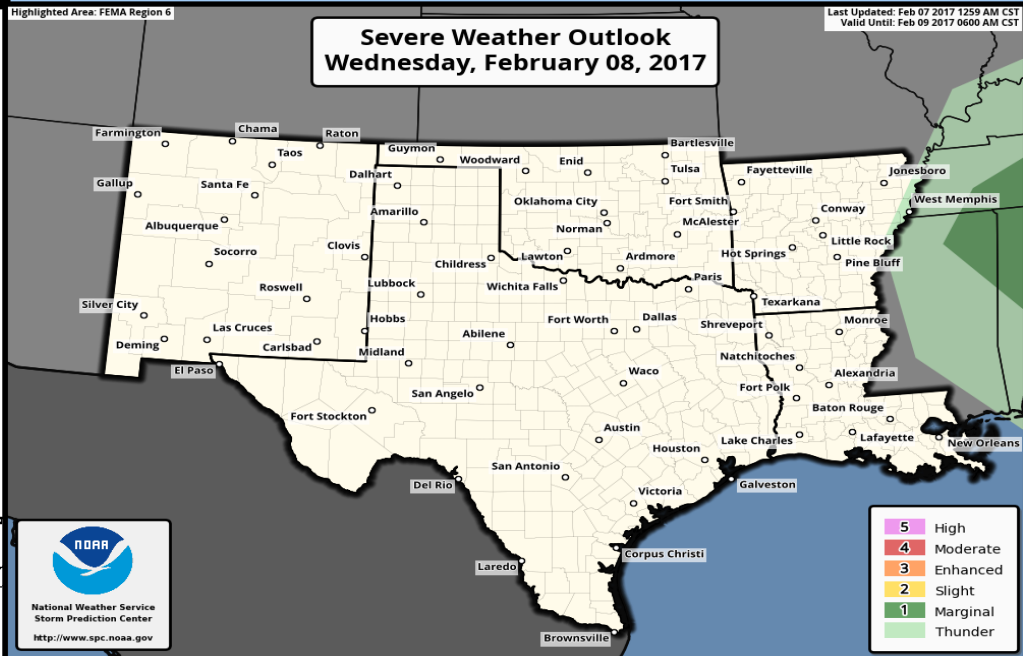 Highlighted Area: FEMA Region 6
Last Updated: Feb 07 2017 1259 AM CST
Valid Until: Feb 09 2017 0600 AM CST
Severe Weather Outlook
Wednesday, February 08, 2017
Farmington
Chama
Raton
Taos
Guymon
Woodward
Enid
Bartlesville
Tulsa
Fayetteville
Jonesboro
Gallup
Santa Fe
Dalhart
Albuquerque
Amarillo
Oklahoma City
Norman
Fort Smith
McAlester
Conway
West Memphis
Little Rock
Socorro
Clovis
Childress
Lawton
Ardmore
Hot Springs
Pine Bluff
Roswell
Lubbock
Wichita Falls
Paris
Texarkana
Silver City
Las Cruces
Hobbs
Fort Worth
Dallas
Shreveport
Monroe
Deming
Carlsbad
Midland
Abilene
Natchitoches
El Paso
San Angelo
Waco
Fort Polk
Alexandria
Fort Stockton
Austin
Baton Rouge
Houston
Lake Charles
Lafayette
New Orleans
Del Rio
San Antonio
Victoria
Galveston
Laredo
Corpus Christi
Brownsville
NOAA
National Weather Service
Storm Prediction Center
http://www.spc.noaa.gov
5 High
4 Moderate
3 Enhanced
2 Slight
1 Marginal
Thunder